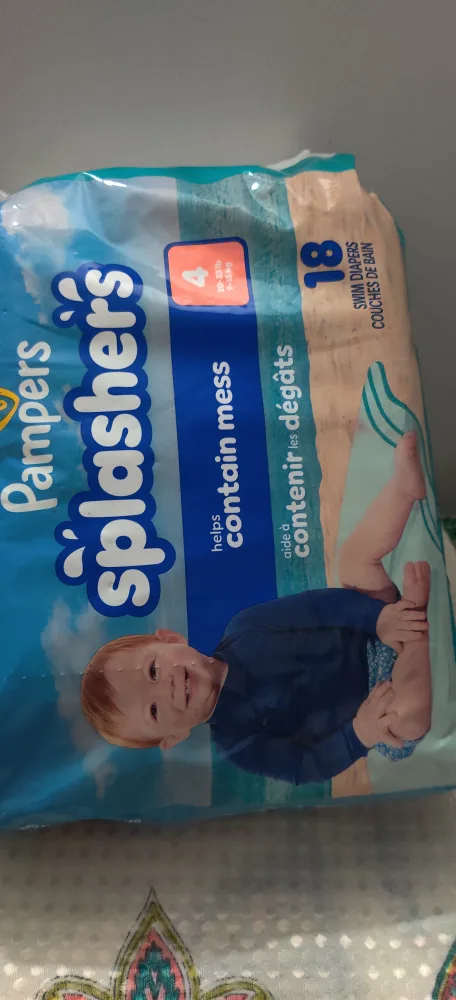 Pampers
splashers
4
helps
contain mess
aide à
contenir les dégâts
18
SWIM DIAPERS
COUCHES DE BAIN